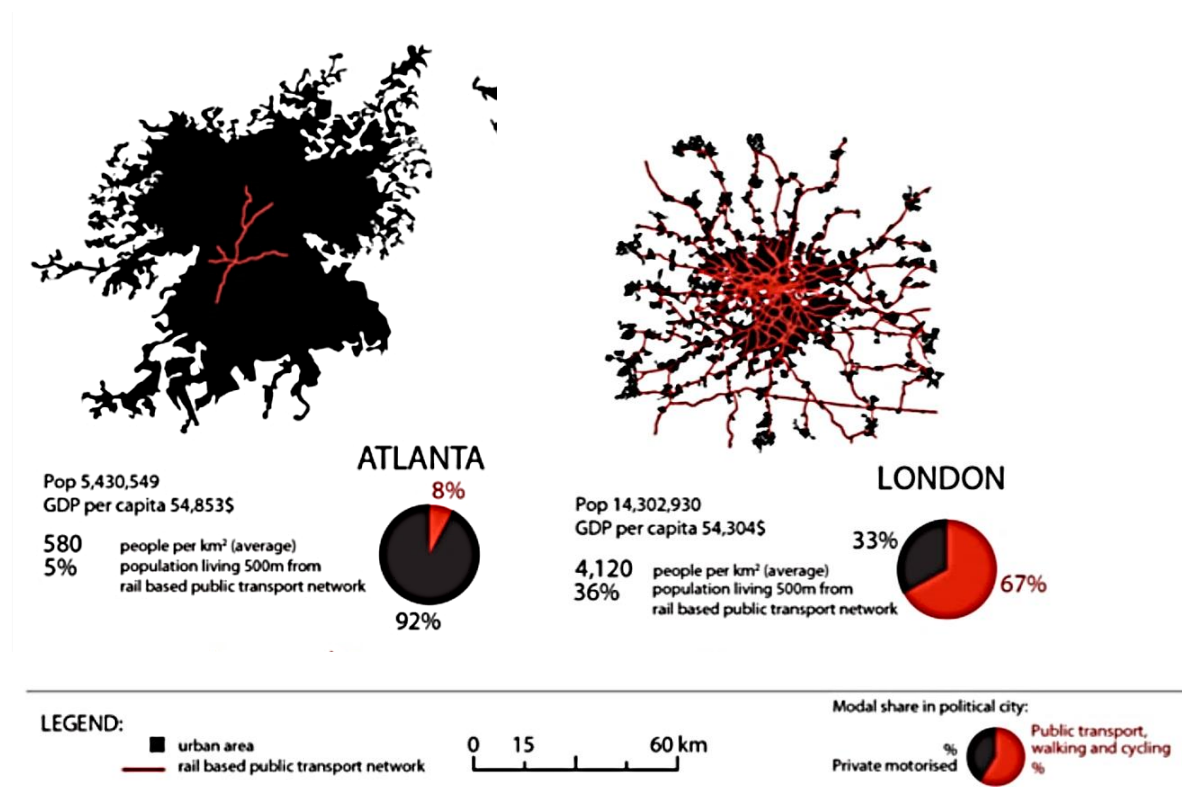 ATLANTA
Pop 5,430,549
GDP per capita 54,853$
8%
580 people per km² (average)
5% population living 500m from
rail based public transport network
92%
LONDON
Pop 14,302,930
GDP per capita 54,304$
33%
4,120 people per km² (average)
36% population living 500m from
rail based public transport network
67%
LEGEND:
urban area
rail based public transport network
0 15 60 km
Modal share in political city:
%
Private motorised
Public transport,
walking and cycling
%